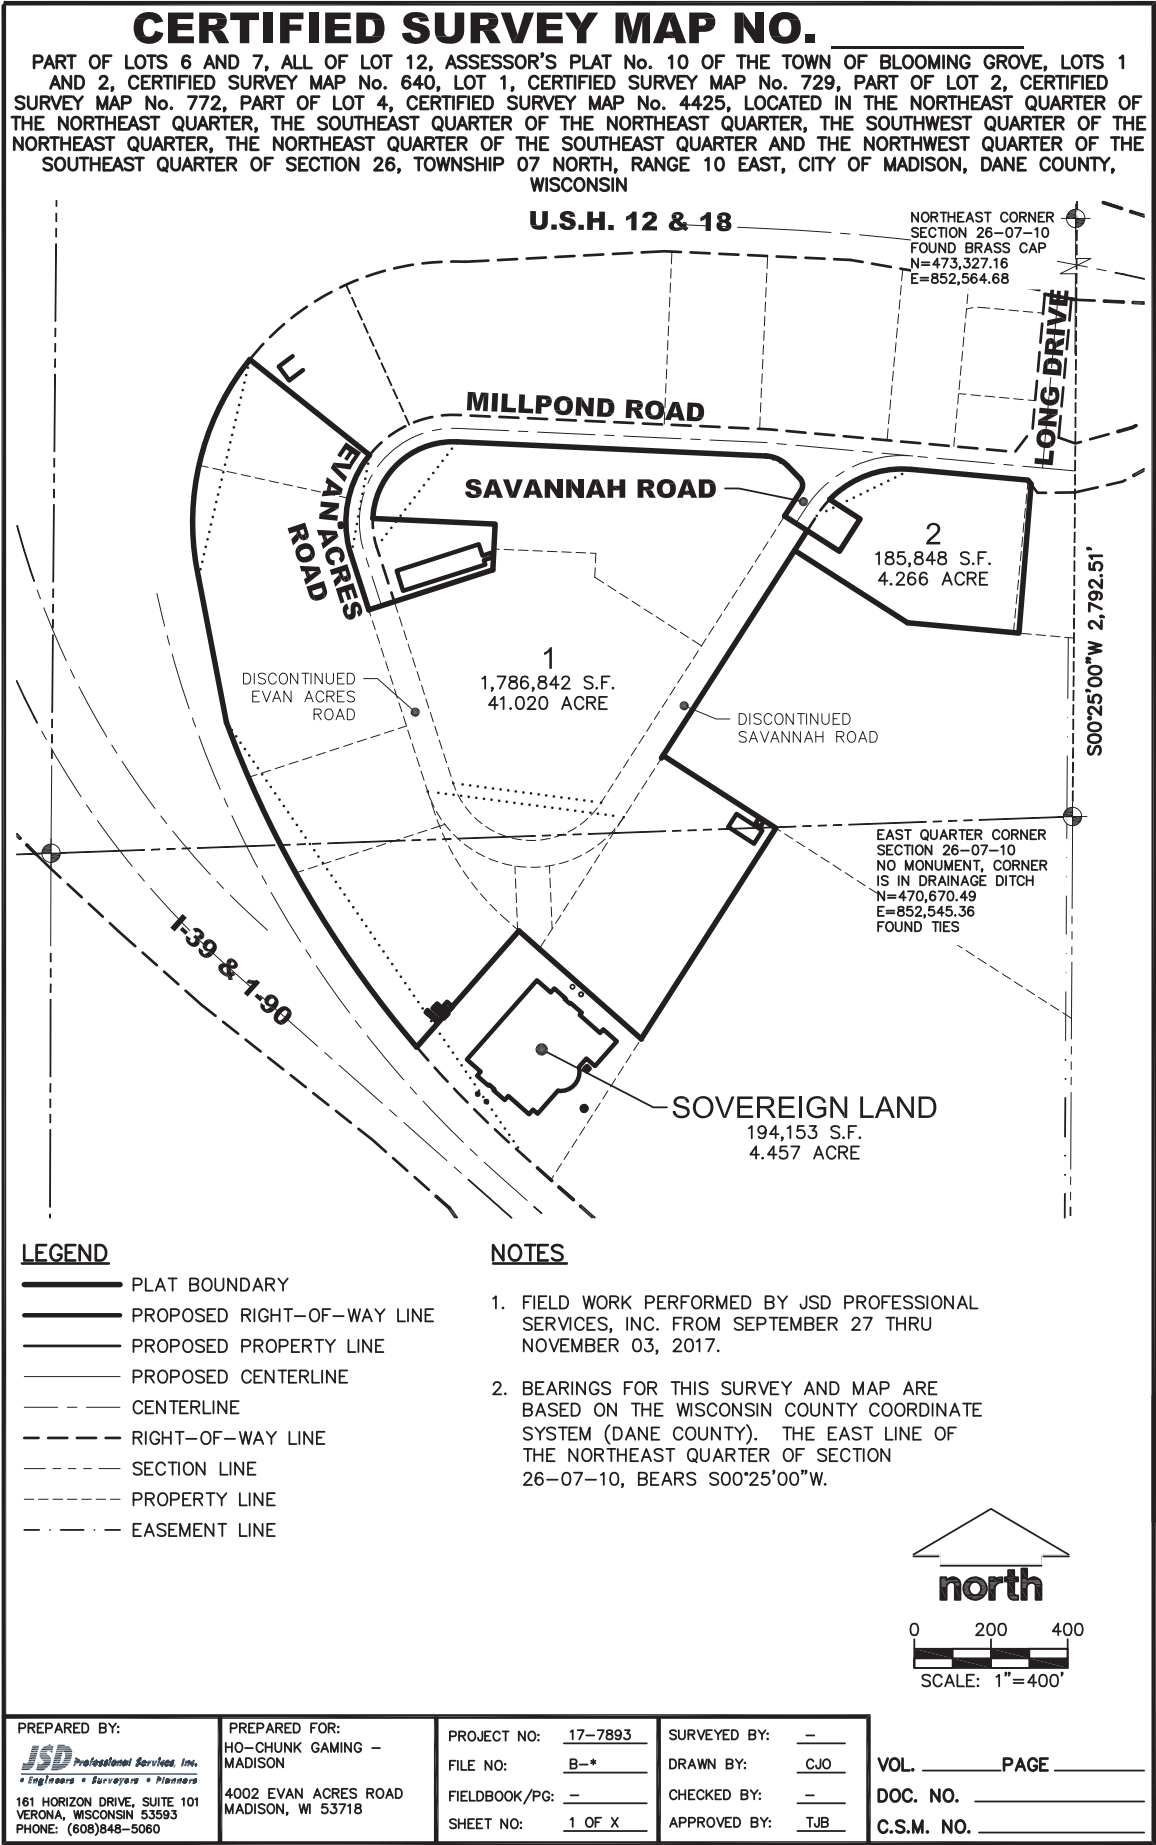 CERTIFIED SURVEY MAP NO.
PART OF LOTS 6 AND 7, ALL OF LOT 12, ASSESSOR'S PLAT No. 10 OF THE TOWN OF BLOOMING GROVE, LOTS 1
AND 2, CERTIFIED SURVEY MAP No. 640, LOT 1, CERTIFIED SURVEY MAP No. 729, PART OF LOT 2, CERTIFIED
SURVEY MAP No. 772, PART OF LOT 4, CERTIFIED SURVEY MAP No. 4425, LOCATED IN THE NORTHEAST QUARTER OF
THE NORTHEAST QUARTER, THE SOUTHEAST QUARTER OF THE NORTHEAST QUARTER, THE SOUTHWEST QUARTER OF THE
NORTHEAST QUARTER, THE NORTHEAST QUARTER OF THE SOUTHEAST QUARTER AND THE NORTHWEST QUARTER OF THE
SOUTHEAST QUARTER OF SECTION 26, TOWNSHIP 07 NORTH, RANGE 10 EAST, CITY OF MADISON, DANE COUNTY,
WISCONSIN
U.S.H. 12 & 18
NORTHEAST CORNER
SECTION 26-07-10
FOUND BRASS CAP
N=473,327.16
E=852,564.68
LONG DRIVE
MILLPOND ROAD
EVAN ACRES
ROAD
SAVANNAH ROAD
2
185,848 S.F.
4.266 ACRE
S00°25'00"W 2,792.51'
1
1,786,842 S.F.
41.020 ACRE
DISCONTINUED
EVAN ACRES
ROAD
DISCONTINUED
SAVANNAH ROAD
EAST QUARTER CORNER
SECTION 26-07-10
NO MONUMENT, CORNER
IS IN DRAINAGE DITCH
N=470,670.49
E=852,545.36
FOUND TIES
I-39 & 1-90
SOVEREIGN LAND
194,153 S.F.
4.457 ACRE
LEGEND
PLAT BOUNDARY
PROPOSED RIGHT-OF-WAY LINE
PROPOSED PROPERTY LINE
PROPOSED CENTERLINE
CENTERLINE
RIGHT-OF-WAY LINE
SECTION LINE
PROPERTY LINE
EASEMENT LINE
NOTES
1. FIELD WORK PERFORMED BY JSD PROFESSIONAL
SERVICES, INC. FROM SEPTEMBER 27 THRU
NOVEMBER 03, 2017.
2. BEARINGS FOR THIS SURVEY AND MAP ARE
BASED ON THE WISCONSIN COUNTY COORDINATE
SYSTEM (DANE COUNTY). THE EAST LINE OF
THE NORTHEAST QUARTER OF SECTION
26-07-10, BEARS S00°25'00"W.
north
0 200 400
SCALE: 1"=400'
PREPARED BY:
JSD Professional Services, Inc.
• Engineers • Surveyors • Planners
161 HORIZON DRIVE, SUITE 101
VERONA, WISCONSIN 53593
PHONE: (608)848-5060
PREPARED FOR:
HO-CHUNK GAMING -
MADISON
4002 EVAN ACRES ROAD
MADISON, WI 53718
PROJECT NO: 17-7893
FILE NO: B-*
FIELDBOOK/PG: -
SHEET NO: 1 OF X
SURVEYED BY: -
DRAWN BY: CJO
CHECKED BY: -
APPROVED BY: TJB
VOL. PAGE
DOC. NO.
C.S.M. NO.